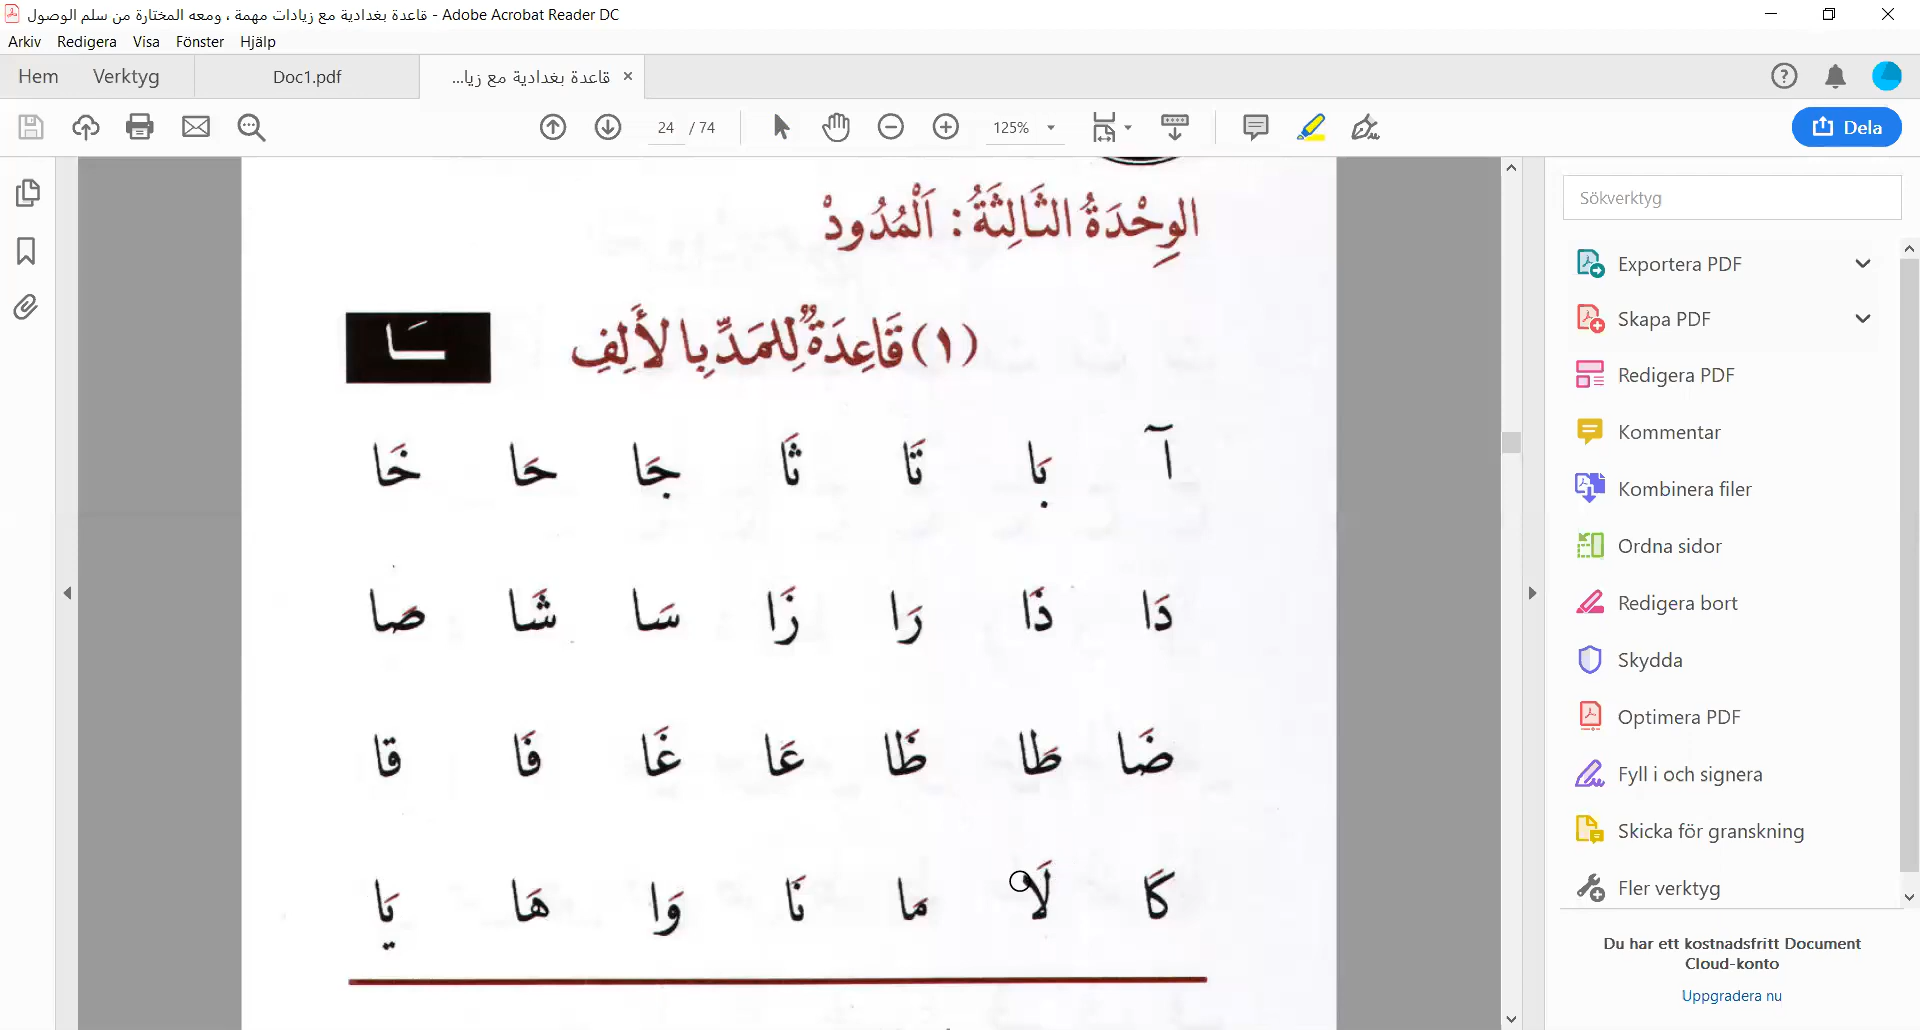 قاعدة بغدادية مع زيادات مهمة ، ومعه المختارة من سلم الوصول - Adobe Acrobat Reader DC
Arkiv Redigera Visa Fönster Hjälp
Hem Verktyg Doc1.pdf قاعدة بغدادية مع زيا...
24 / 74 125% Dela
الوِحْدَةُ الثَّالِثَةُ : اَلْمُدُودْ
(١) قَاعِدَةٌ لِلمَدِّ بِا لأَلِفِ ـَـا
آ بَا تَا ثَا جَا حَا خَا
دَا ذَا رَا زَا سَا شَا صَا
ضَا طَا ظَا عَا غَا فَا قا
كَا لَا مَا نَا وَا هَا يَا
Sökverktyg
Exportera PDF
Skapa PDF
Redigera PDF
Kommentar
Kombinera filer
Ordna sidor
Redigera bort
Skydda
Optimera PDF
Fyll i och signera
Skicka för granskning
Fler verktyg
Du har ett kostnadsfritt Document
Cloud-konto
Uppgradera nu